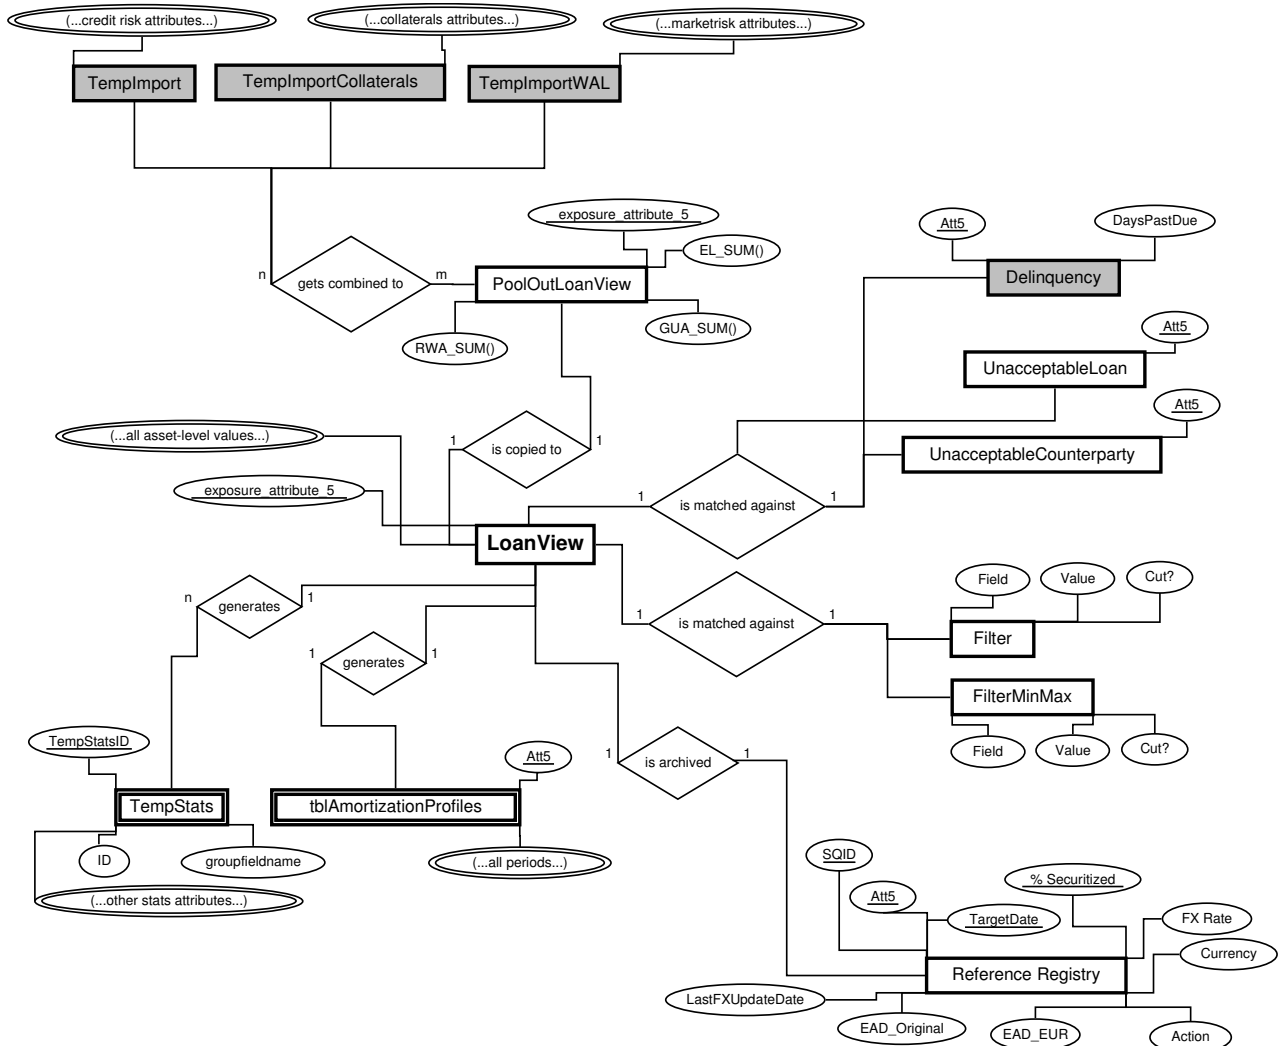 (...credit risk attributes...)
(...collaterals attributes...)
(...marketrisk attributes...)
TempImport
TempImportCollaterals
TempImportWAL
exposure_attribute_5
Att5
DaysPastDue
EL_SUM()
n
gets combined to
m
PoolOutLoanView
Delinquency
RWA_SUM()
GUA_SUM()
Att5
UnacceptableLoan
Att5
(...all asset-level values...)
1
is copied to
1
UnacceptableCounterparty
exposure_attribute_5
1
is matched against
1
LoanView
Field
Value
Cut?
n
generates
1
1
is matched against
1
Filter
1
generates
1
FilterMinMax
TempStatsID
Att5
1
is archived
1
Field
Value
Cut?
TempStats
tblAmortizationProfiles
ID
groupfieldname
(...all periods...)
SQID
% Securitized
(...other stats attributes...)
Att5
TargetDate
FX Rate
Currency
Reference Registry
LastFXUpdateDate
EAD_Original
EAD_EUR
Action